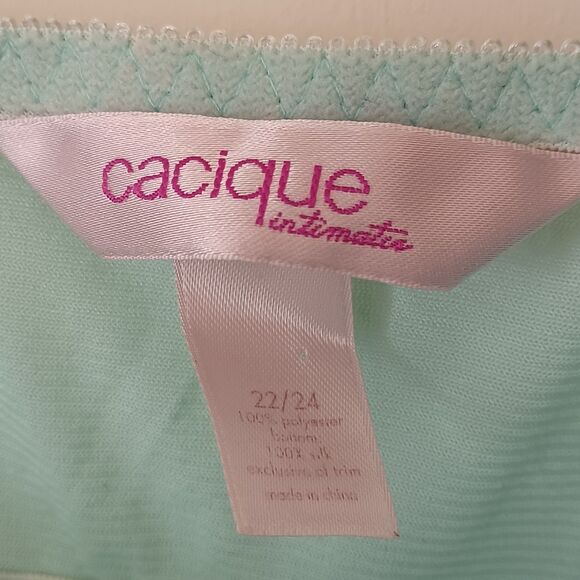 cacique
intimates
22/24
100% polyester
bottom:
100% silk
exclusive of trim
made in china